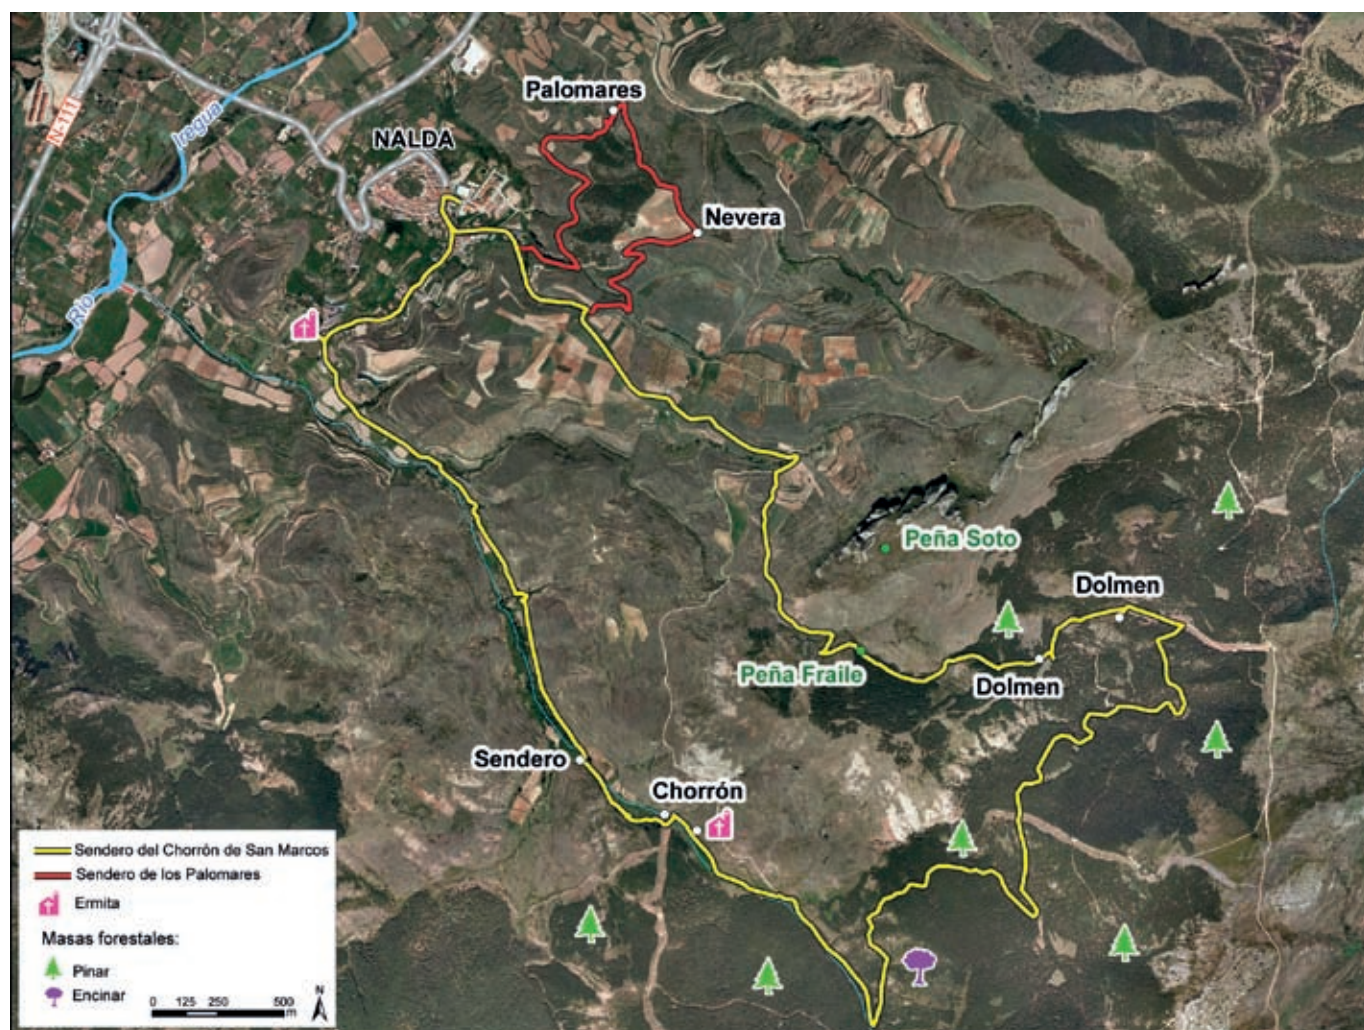 N-111
Río
Iregua
NALDA
Palomares
Nevera
Peña Soto
Dolmen
Peña Fraile
Dolmen
Sendero
Chorrón
Sendero del Chorrón de San Marcos
Sendero de los Palomares
Ermita
Masas forestales:
Pinar
Encinar
0 125 250 500
m
N